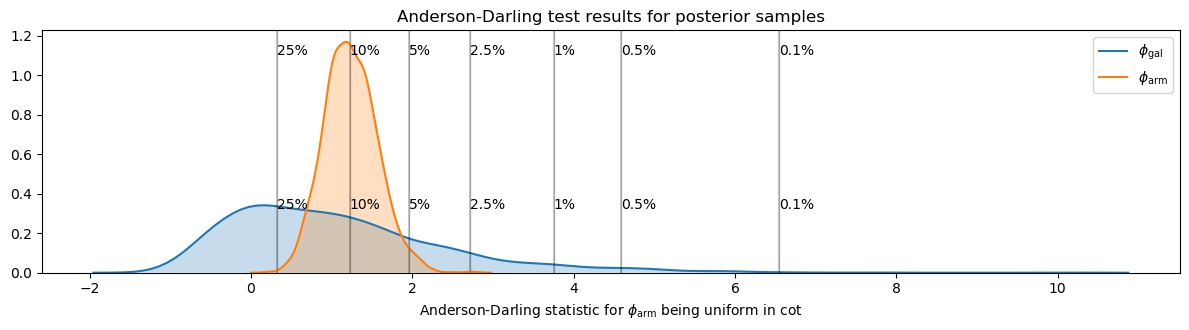 Anderson-Darling test results for posterior samples
1.2
1.0
0.8
0.6
0.4
0.2
0.0
25% 10% 5% 2.5% 1% 0.5% 0.1%
25% 10% 5% 2.5% 1% 0.5% 0.1%
ϕgal
ϕarm
−2 0 2 4 6 8 10
Anderson-Darling statistic for ϕarm being uniform in cot